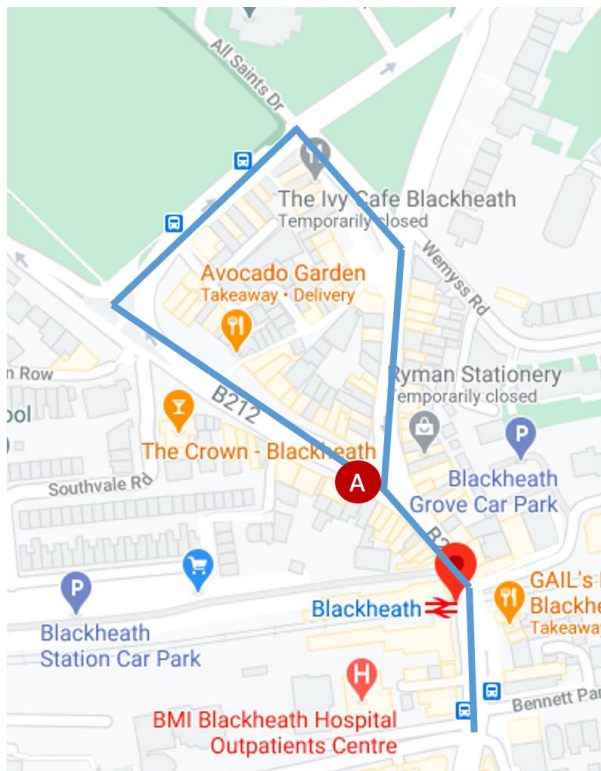 All Saints Dr
The Ivy Cafe Blackheath
Temporarily closed
Wemyss Rd
Avocado Garden
Takeaway • Delivery
Ryman Stationery
Temporarily closed
B212
The Crown - Blackheath
Southvale Rd
P
Blackheath
Grove Car Park
A
P
Blackheath
Station Car Park
Blackheath
GAIL's
Blackhe
Takeaway
H
BMI Blackheath Hospital
Outpatients Centre
Bennett Par
n Row
ool